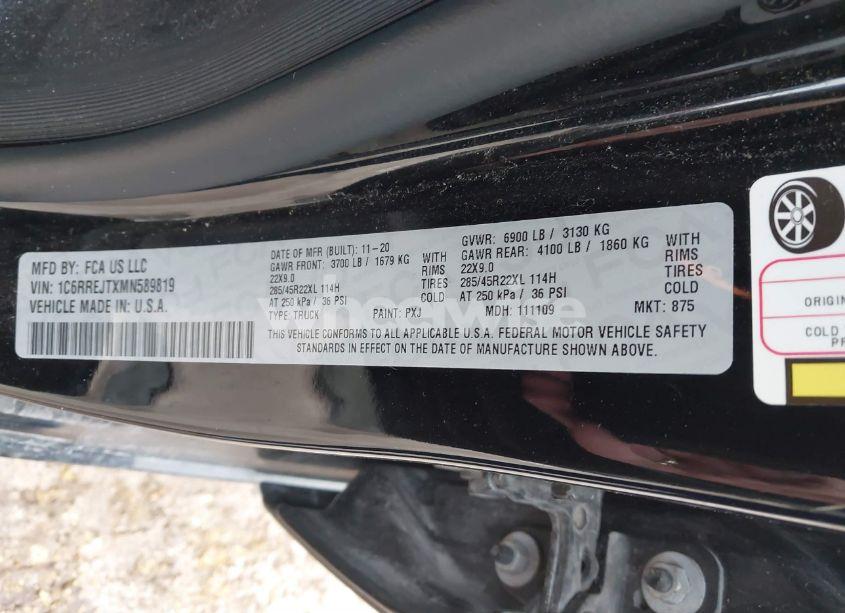 MFD BY: FCA US LLC
VIN: 1C6RREJTXMN589819
VEHICLE MADE IN U.S.A.
DATE OF MFR (BUILT): 11-20
GAWR FRONT: 3700 LB / 1679 KG WITH
22X9.0 RIMS
285/45R22XL 114H TIRES
AT 250 kPa / 36 PSI COLD
TYPE: TRUCK PAINT: PXJ
GVWR: 6900 LB / 3130 KG
GAWR REAR: 4100 LB / 1860 KG WITH
22X9.0 RIMS
285/45R22XL 114H TIRES
AT 250 kPa / 36 PSI COLD
MDH: 111109 MKT: 875
THIS VEHICLE CONFORMS TO ALL APPLICABLE U.S.A. FEDERAL MOTOR VEHICLE SAFETY
STANDARDS IN EFFECT ON THE DATE OF MANUFACTURE SHOWN ABOVE.
ORIGIN
COLD
PR